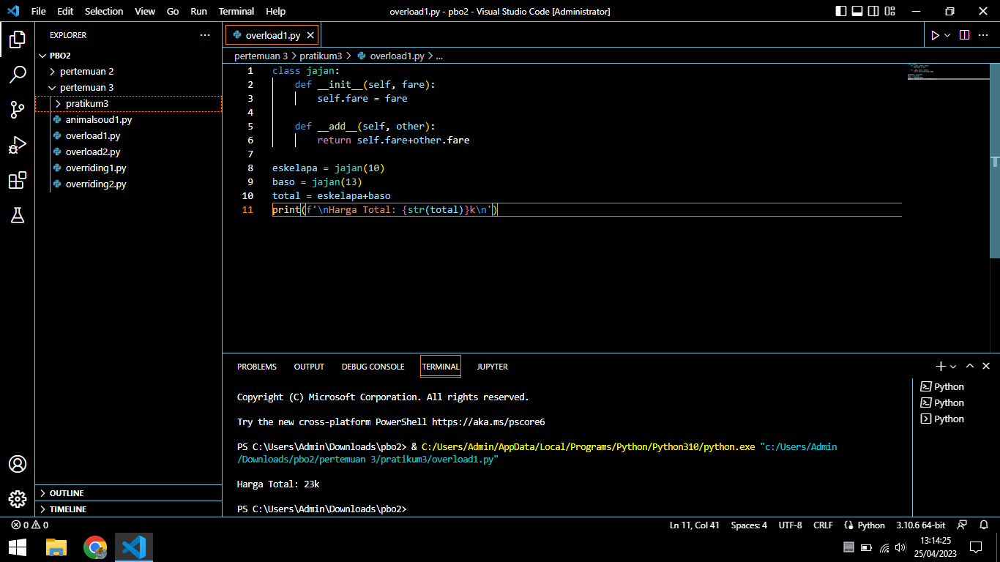 File Edit Selection View Go Run Terminal Help overload1.py - pbo2 - Visual Studio Code [Administrator]
EXPLORER
PBO2
pertemuan 2
pertemuan 3
pratikum3
animalsoud1.py
overload1.py
overload2.py
overriding1.py
overriding2.py
OUTLINE
TIMELINE
overload1.py
pertemuan 3 > pratikum3 > overload1.py > ...
1 class jajan:
2 def __init__(self, fare):
3 self.fare = fare
4
5 def __add__(self, other):
6 return self.fare+other.fare
7
8 eskelapa = jajan(10)
9 baso = jajan(13)
10 total = eskelapa+baso
11 print(f'\nHarga Total: {str(total)}k\n')
PROBLEMS OUTPUT DEBUG CONSOLE TERMINAL JUPYTER
Copyright (C) Microsoft Corporation. All rights reserved.
Try the new cross-platform PowerShell https://aka.ms/pscore6
PS C:\Users\Admin\Downloads\pbo2> & C:/Users/Admin/AppData/Local/Programs/Python/Python310/python.exe "c:/Users/Admin
/Downloads/pbo2/pertemuan 3/pratikum3/overload1.py"
Harga Total: 23k
PS C:\Users\Admin\Downloads\pbo2>
Python
Python
Python
0 0 Ln 11, Col 41 Spaces: 4 UTF-8 CRLF Python 3.10.6 64-bit
13:14:25
25/04/2023